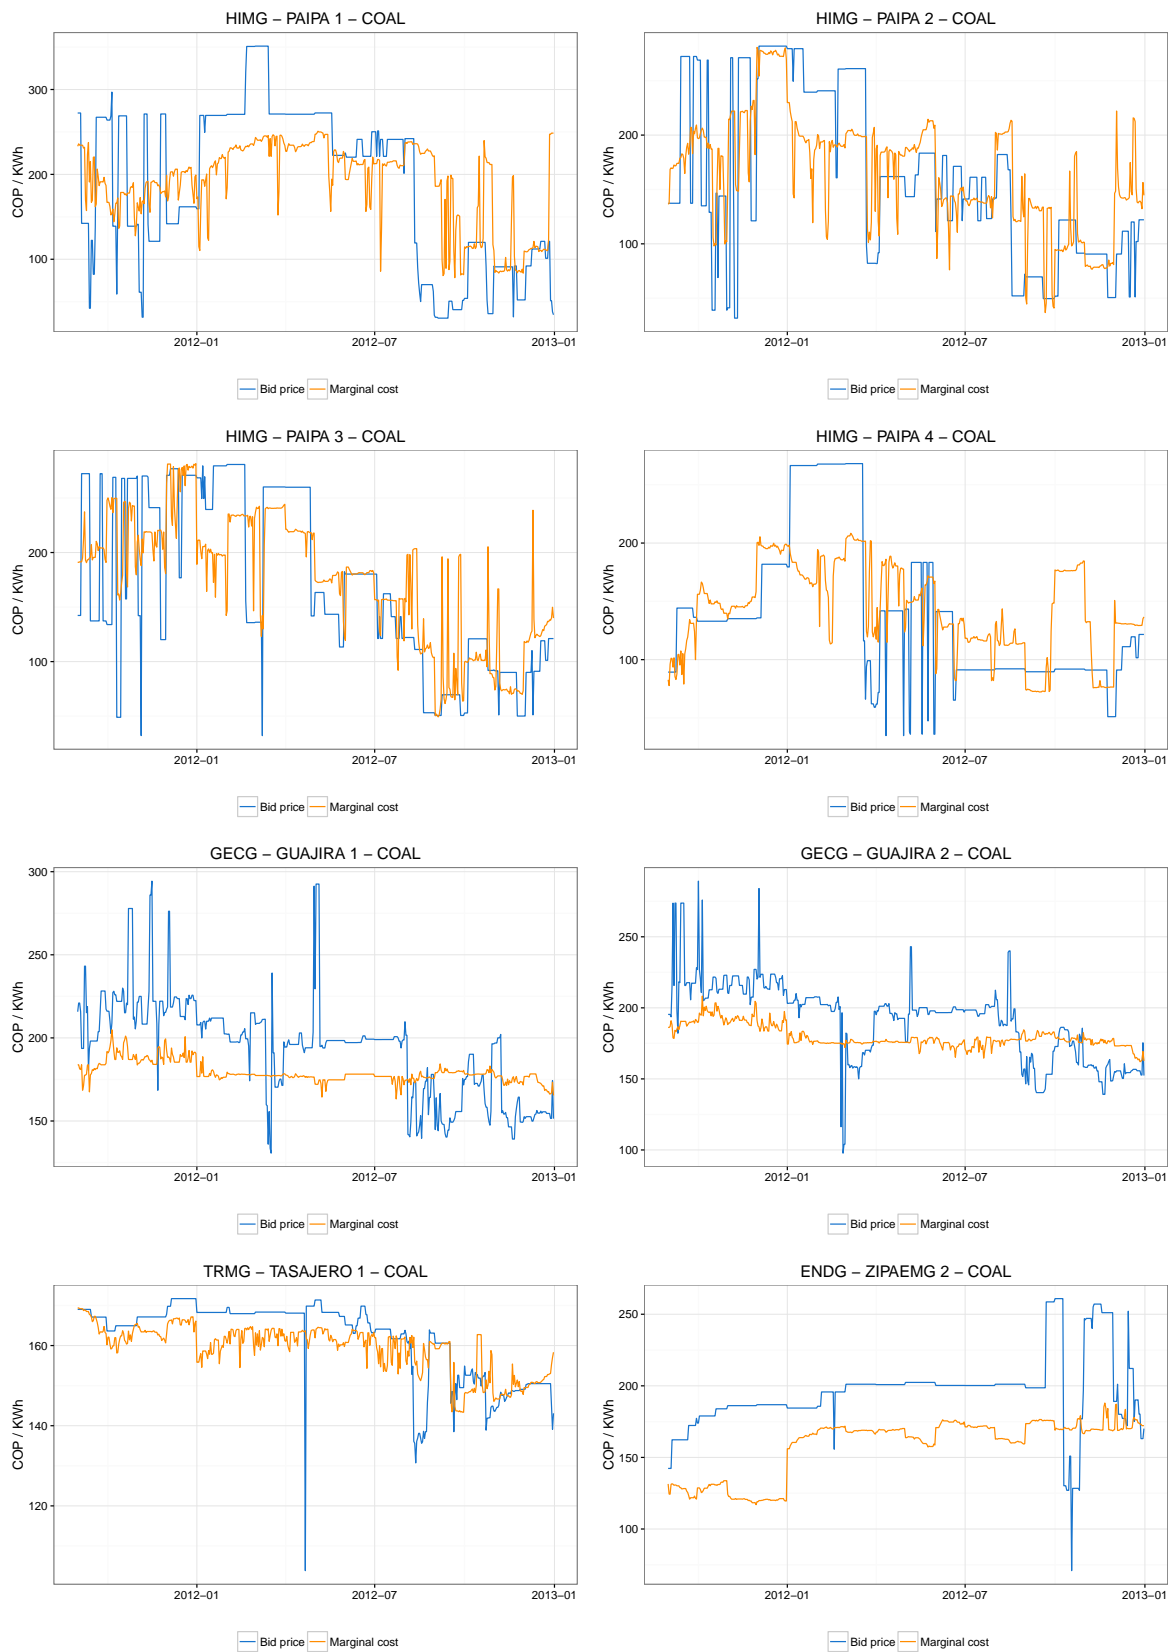 HIMG – PAIPA 1 – COAL
COP / KWh
300
200
100
2012–01
2012–07
2013–01
Bid price
Marginal cost
HIMG – PAIPA 2 – COAL
COP / KWh
200
100
2012–01
2012–07
2013–01
Bid price
Marginal cost
HIMG – PAIPA 3 – COAL
COP / KWh
200
100
2012–01
2012–07
2013–01
Bid price
Marginal cost
HIMG – PAIPA 4 – COAL
COP / KWh
200
100
2012–01
2012–07
2013–01
Bid price
Marginal cost
GECG – GUAJIRA 1 – COAL
COP / KWh
300
250
200
150
2012–01
2012–07
2013–01
Bid price
Marginal cost
GECG – GUAJIRA 2 – COAL
COP / KWh
250
200
150
100
2012–01
2012–07
2013–01
Bid price
Marginal cost
TRMG – TASAJERO 1 – COAL
COP / KWh
160
140
120
2012–01
2012–07
2013–01
Bid price
Marginal cost
ENDG – ZIPAEMG 2 – COAL
COP / KWh
250
200
150
100
2012–01
2012–07
2013–01
Bid price
Marginal cost